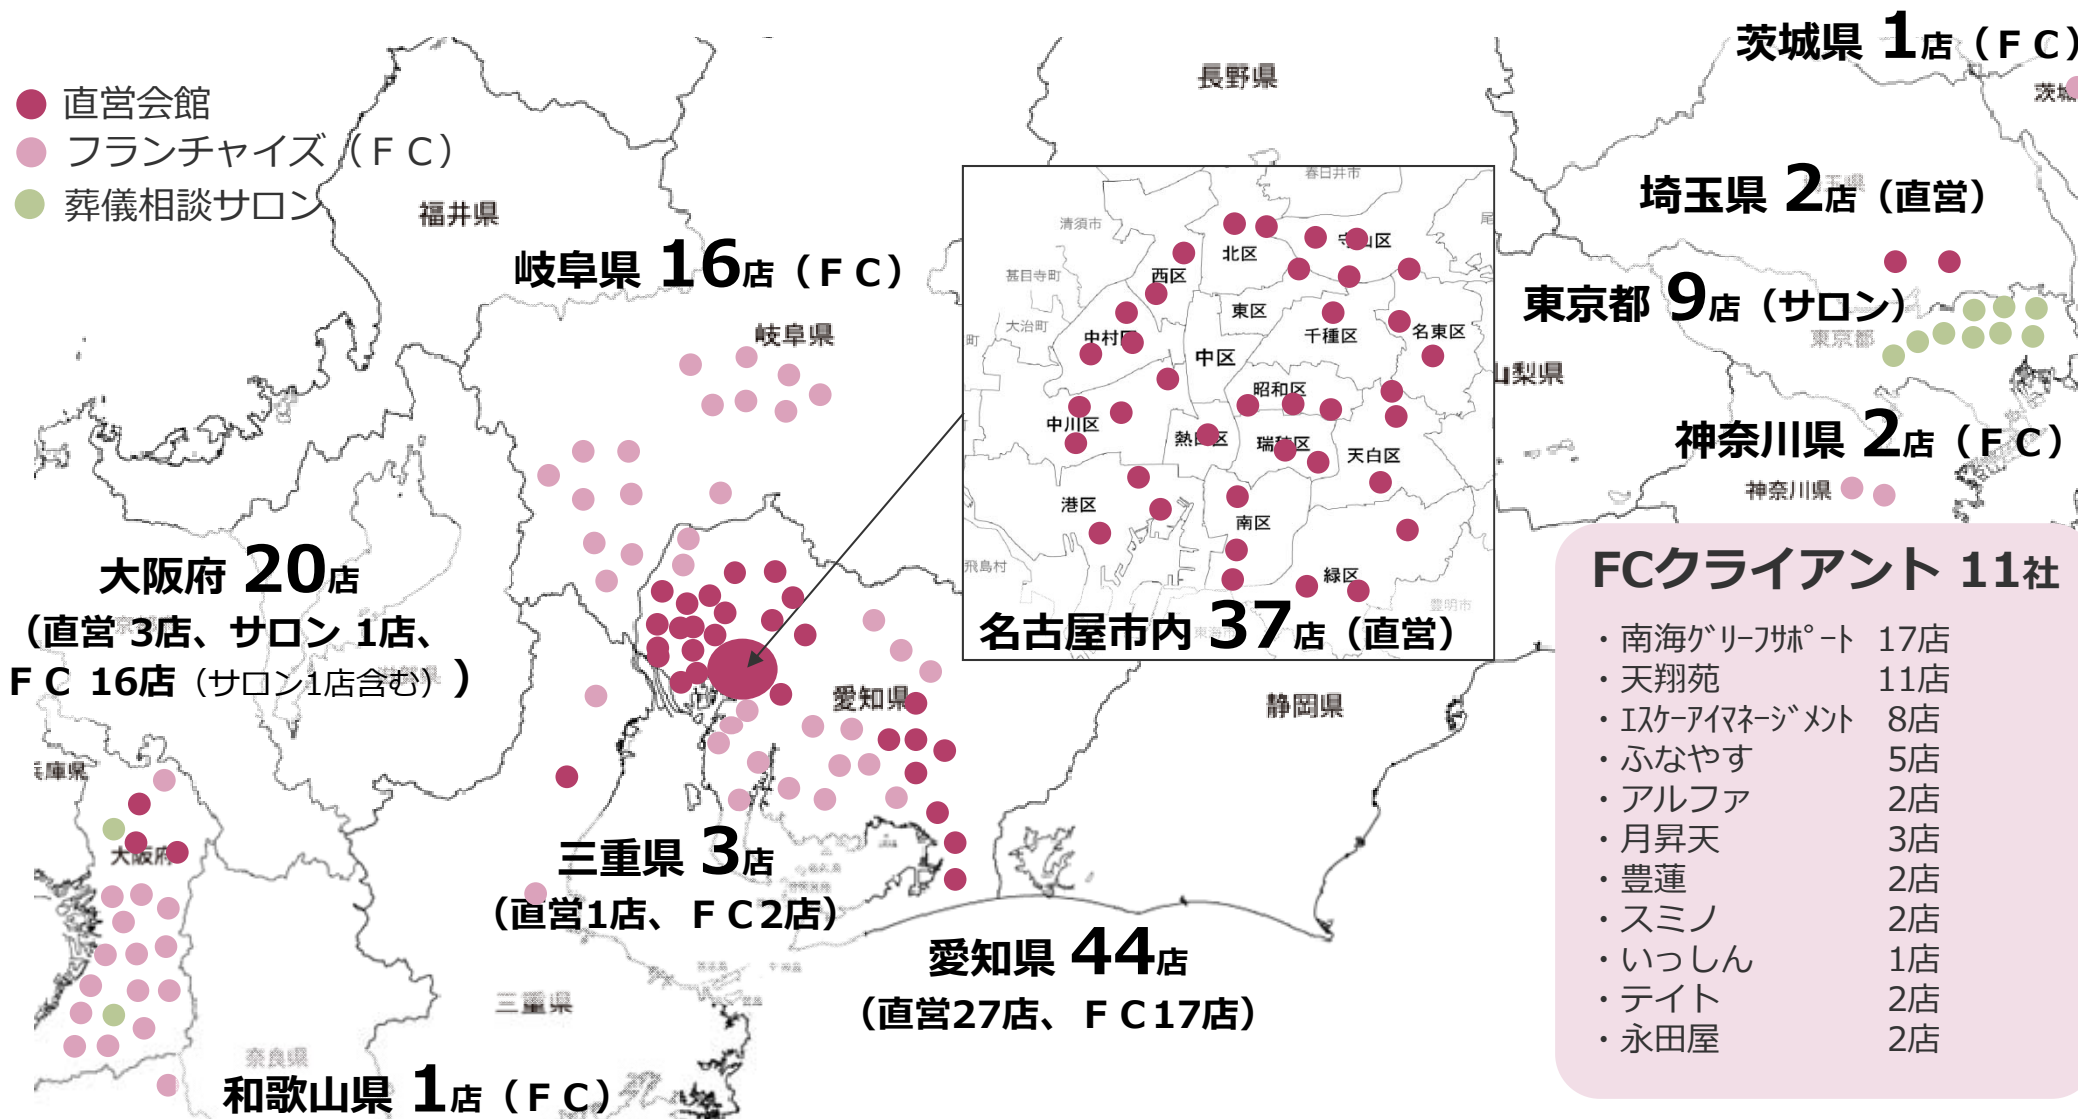 直営会館
フランチャイズ（ＦＣ）
葬儀相談サロン
福井県
岐阜県 16店（ＦＣ）
岐阜県
長野県
茨城県 1店（ＦＣ）
茨城
埼玉県 2店（直営）
埼玉県
東京都 9店（サロン）
東京都
山梨県
神奈川県 2店（ＦＣ）
神奈川県
春日井市
清須市
尾
甚目寺町
大治町
町
北区
守山区
西区
東区
中村区
千種区
名東区
中区
昭和区
中川区
熱田区
瑞穂区
天白区
港区
南区
緑区
飛島村
豊明市
東海市
名古屋市内 37店（直営）
大阪府 20店
（直営 3店、サロン 1店、
ＦＣ 16店（サロン1店含む））
兵庫県
大阪府
愛知県
静岡県
三重県 3店
（直営1店、ＦＣ2店）
愛知県 44店
（直営27店、ＦＣ17店）
三重県
奈良県
和歌山県 1店（ＦＣ）
FCクライアント 11社
・南海ｸﾞﾘｰﾌｻﾎﾟｰﾄ 17店
・天翔苑 11店
・ｴｽｹｰｱｲﾏﾈｰｼﾞﾒﾝﾄ 8店
・ふなやす 5店
・アルファ 2店
・月昇天 3店
・豊蓮 2店
・スミノ 2店
・いっしん 1店
・テイト 2店
・永田屋 2店